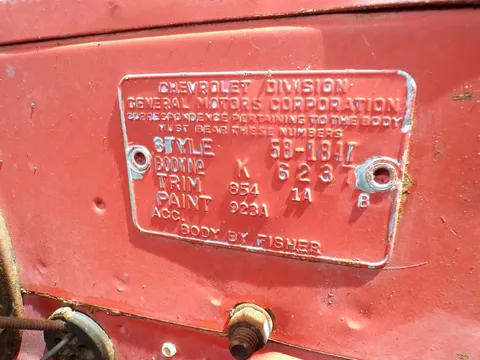 CHEVROLET DIVISION
GENERAL MOTORS CORPORATION
CORRESPONDENCE PERTAINING TO THE BODY
MUST BEAR THESE NUMBERS
STYLE 58-1847
BODY NO K 6237
TRIM 854 1A B
PAINT 923A
ACC.
BODY BY FISHER